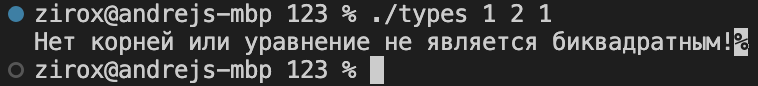 zirox@andrejs-mbp 123 % ./types 1 2 1
Нет корней или уравнение не является биквадратным!%
zirox@andrejs-mbp 123 %